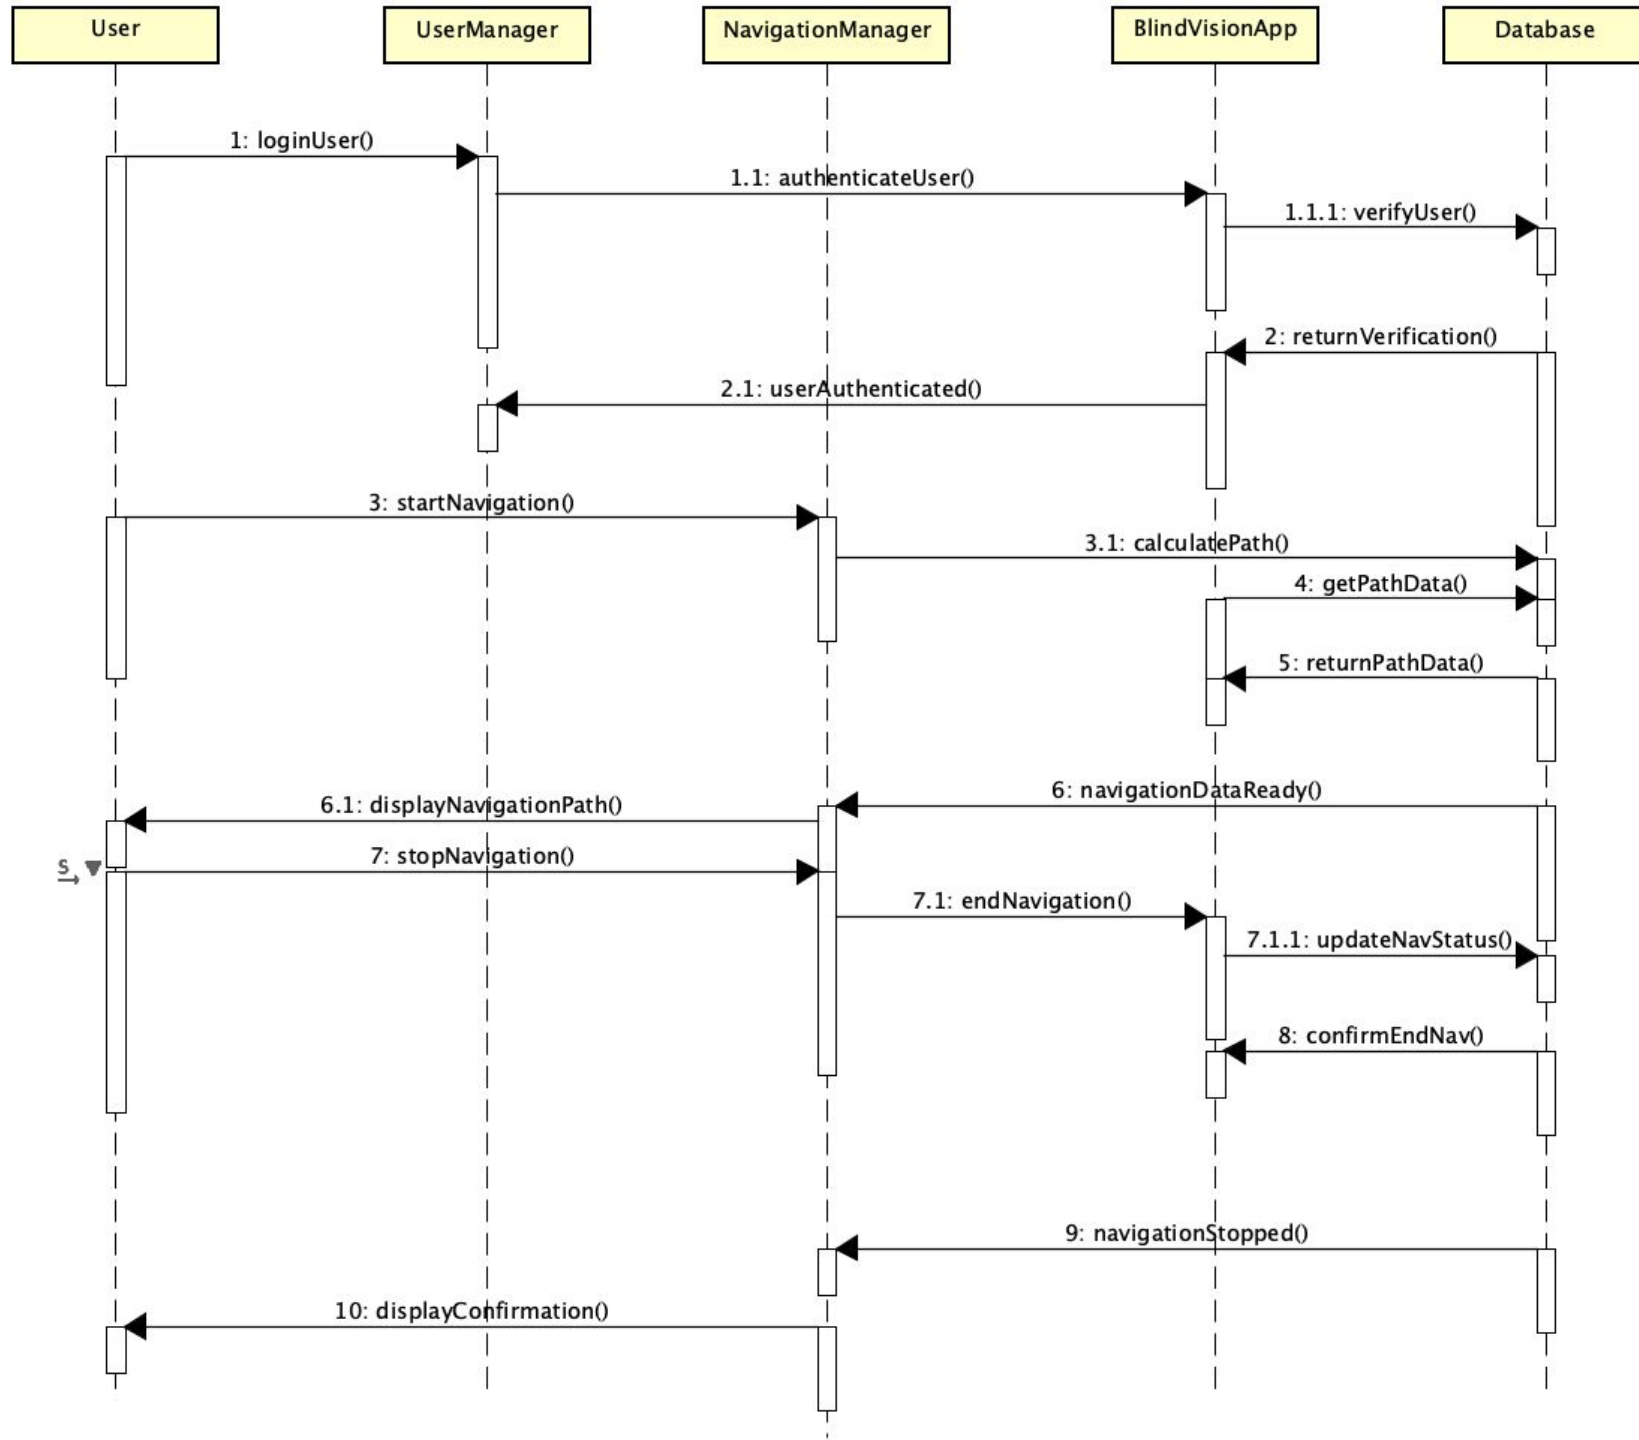 User
UserManager
NavigationManager
BlindVisionApp
Database
1: loginUser()
1.1: authenticateUser()
1.1.1: verifyUser()
2: returnVerification()
2.1: userAuthenticated()
3: startNavigation()
3.1: calculatePath()
4: getPathData()
5: returnPathData()
6: navigationDataReady()
6.1: displayNavigationPath()
7: stopNavigation()
S
7.1: endNavigation()
7.1.1: updateNavStatus()
8: confirmEndNav()
9: navigationStopped()
10: displayConfirmation()